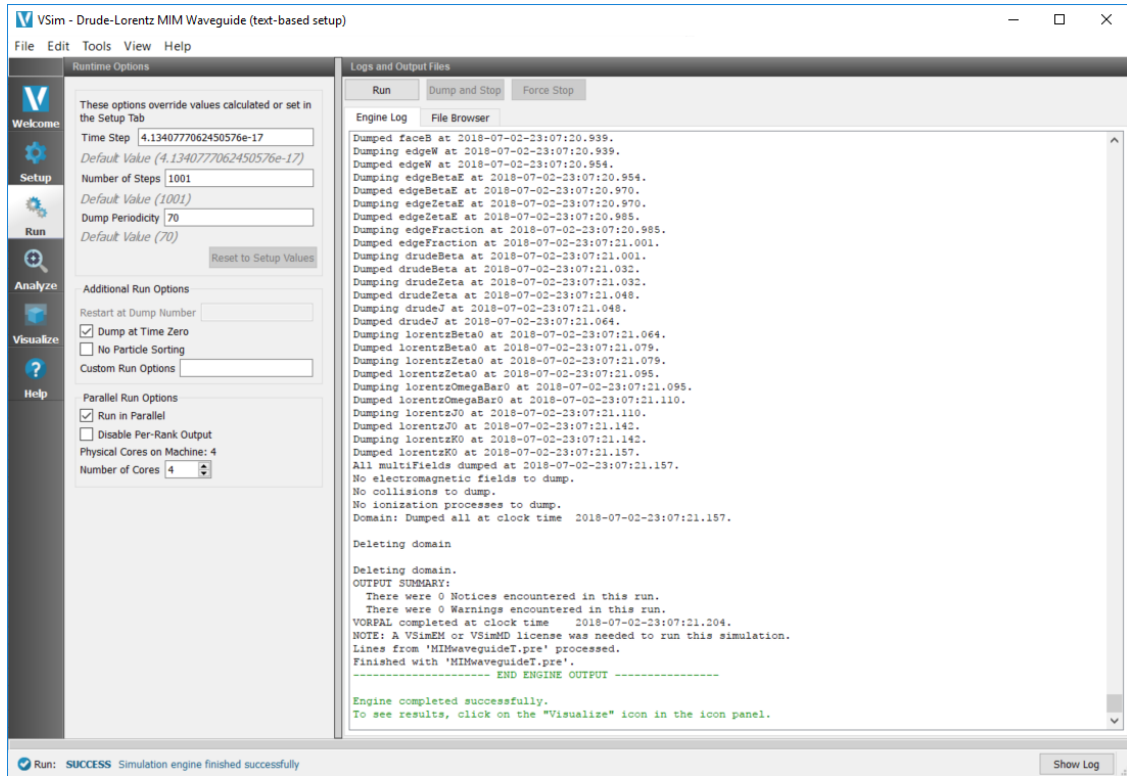 VSim - Drude-Lorentz MIM Waveguide (text-based setup)
File Edit Tools View Help
Welcome
Setup
Run
Analyze
Visualize
Help
Runtime Options
These options override values calculated or set in
the Setup Tab
Time Step 4.1340777062450576e-17
Default Value (4.1340777062450576e-17)
Number of Steps 1001
Default Value (1001)
Dump Periodicity 70
Default Value (70)
Reset to Setup Values
Additional Run Options
Restart at Dump Number
Dump at Time Zero
No Particle Sorting
Custom Run Options
Parallel Run Options
Run in Parallel
Disable Per-Rank Output
Physical Cores on Machine: 4
Number of Cores 4
Logs and Output Files
Run Dump and Stop Force Stop
Engine Log File Browser
Dumped faceB at 2018-07-02-23:07:20.939.
Dumping edgeW at 2018-07-02-23:07:20.939.
Dumped edgeW at 2018-07-02-23:07:20.954.
Dumping edgeBetaE at 2018-07-02-23:07:20.954.
Dumped edgeBetaE at 2018-07-02-23:07:20.970.
Dumping edgeZetaE at 2018-07-02-23:07:20.970.
Dumped edgeZetaE at 2018-07-02-23:07:20.985.
Dumping edgeFraction at 2018-07-02-23:07:20.985.
Dumped edgeFraction at 2018-07-02-23:07:21.001.
Dumping drudeBeta at 2018-07-02-23:07:21.001.
Dumped drudeBeta at 2018-07-02-23:07:21.032.
Dumping drudeZeta at 2018-07-02-23:07:21.032.
Dumped drudeZeta at 2018-07-02-23:07:21.048.
Dumping drudeJ at 2018-07-02-23:07:21.048.
Dumped drudeJ at 2018-07-02-23:07:21.064.
Dumping lorentzBeta0 at 2018-07-02-23:07:21.064.
Dumped lorentzBeta0 at 2018-07-02-23:07:21.079.
Dumping lorentzZeta0 at 2018-07-02-23:07:21.079.
Dumped lorentzZeta0 at 2018-07-02-23:07:21.095.
Dumping lorentzOmegaBar0 at 2018-07-02-23:07:21.095.
Dumped lorentzOmegaBar0 at 2018-07-02-23:07:21.110.
Dumping lorentzJ0 at 2018-07-02-23:07:21.110.
Dumped lorentzJ0 at 2018-07-02-23:07:21.142.
Dumping lorentzK0 at 2018-07-02-23:07:21.142.
Dumped lorentzK0 at 2018-07-02-23:07:21.157.
All multiFields dumped at 2018-07-02-23:07:21.157.
No electromagnetic fields to dump.
No collisions to dump.
No ionization processes to dump.
Domain: Dumped all at clock time 2018-07-02-23:07:21.157.
Deleting domain
Deleting domain.
OUTPUT SUMMARY:
There were 0 Notices encountered in this run.
There were 0 Warnings encountered in this run.
VORPAL completed at clock time 2018-07-02-23:07:21.204.
NOTE: A VSimEM or VSimMD license was needed to run this simulation.
Lines from 'MIMwaveguideT.pre' processed.
Finished with 'MIMwaveguideT.pre'.
--------------------- END ENGINE OUTPUT ----------------
Engine completed successfully.
To see results, click on the "Visualize" icon in the icon panel.
Run: SUCCESS Simulation engine finished successfully
Show Log